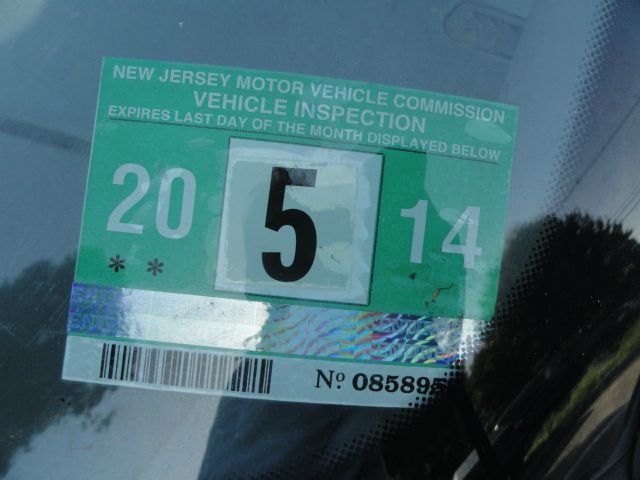 NEW JERSEY MOTOR VEHICLE COMMISSION
VEHICLE INSPECTION
EXPIRES LAST DAY OF THE MONTH DISPLAYED BELOW
20 5 14
* *
Nº 085895